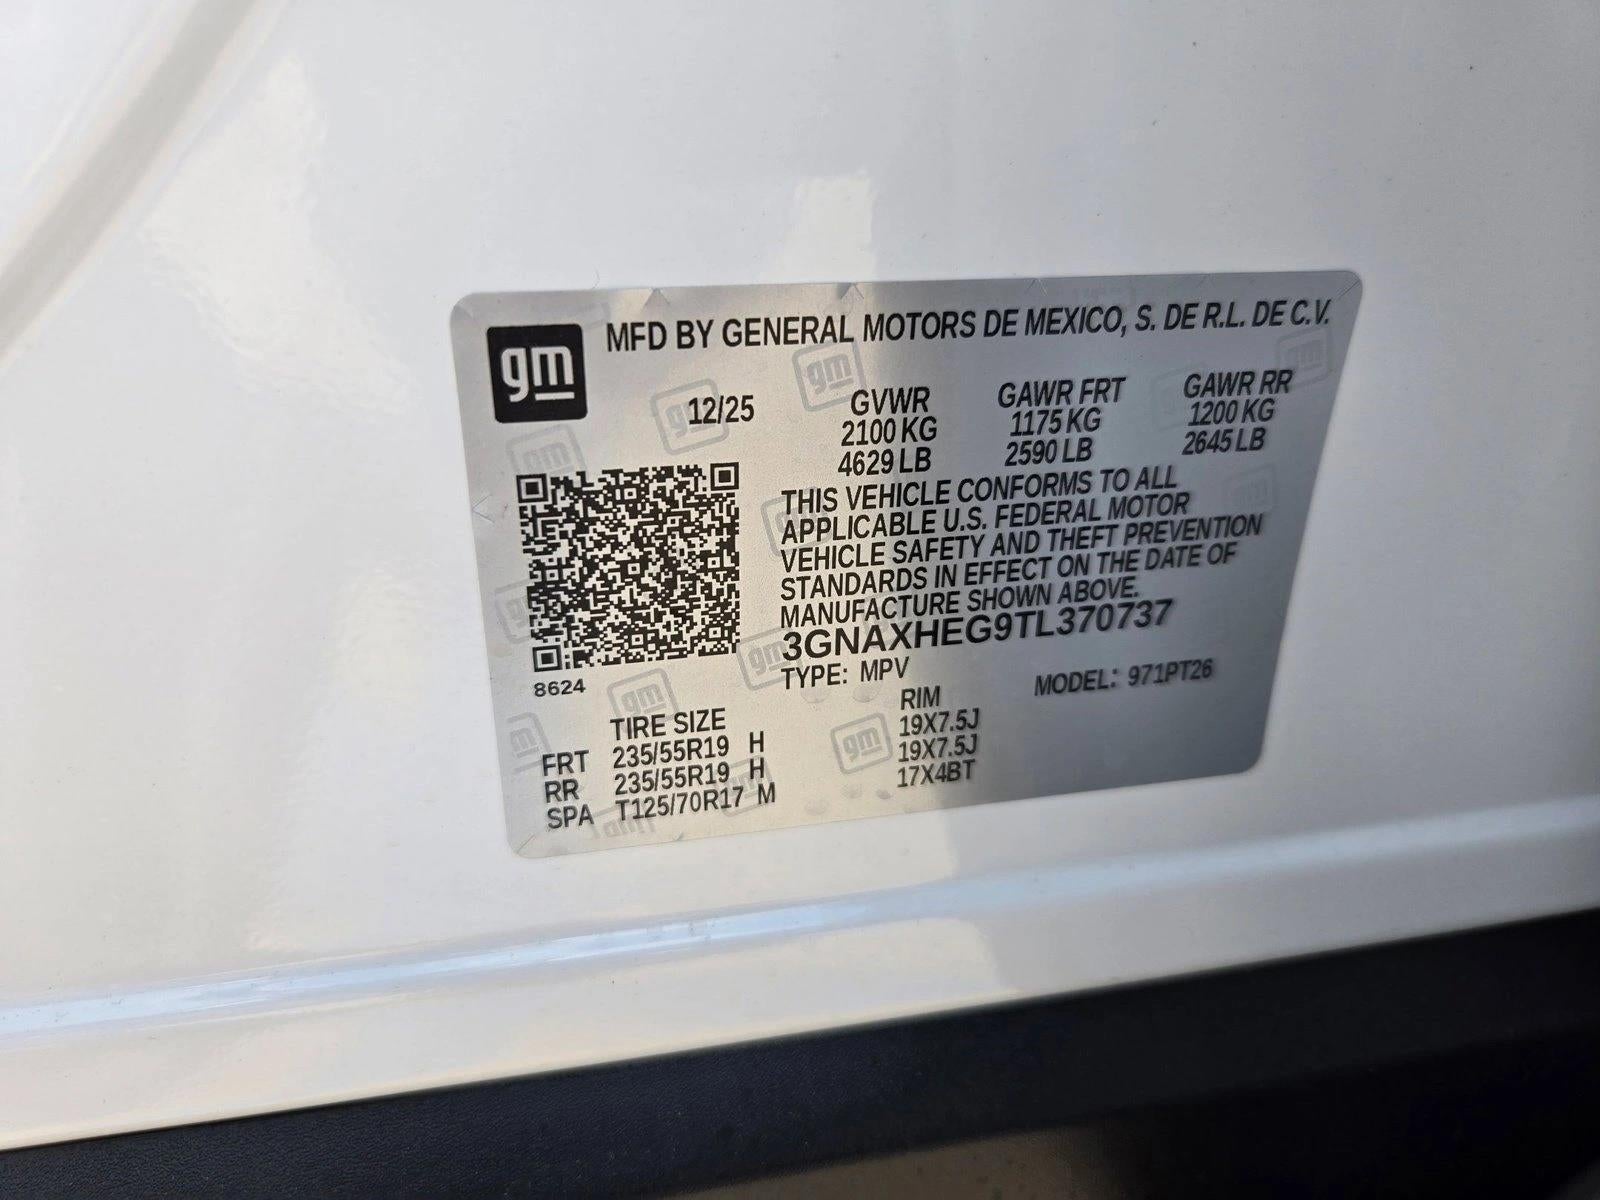 gm
MFD BY GENERAL MOTORS DE MEXICO, S. DE R.L. DE C.V.
12/25 GVWR GAWR FRT GAWR RR
2100 KG 1175 KG 1200 KG
4629 LB 2590 LB 2645 LB
THIS VEHICLE CONFORMS TO ALL
APPLICABLE U.S. FEDERAL MOTOR
VEHICLE SAFETY AND THEFT PREVENTION
STANDARDS IN EFFECT ON THE DATE OF
MANUFACTURE SHOWN ABOVE.
3GNAXHEG9TL370737
TYPE: MPV MODEL: 971PT26
8624
TIRE SIZE RIM
FRT 235/55R19 H 19X7.5J
RR 235/55R19 H 19X7.5J
SPA T125/70R17 M 17X4BT